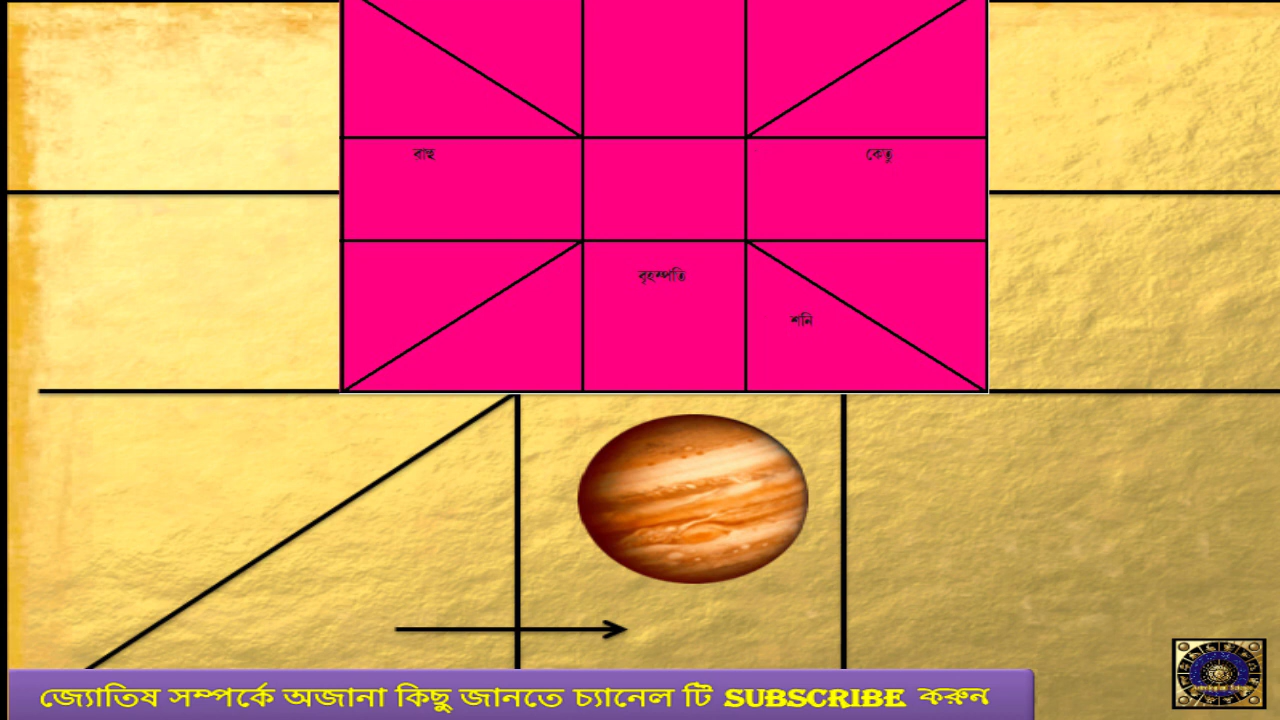 রাহু কেতু
বৃহস্পতি
শনি
জ্যোতিষ সম্পর্কে অজানা কিছু জানতে চ্যানেল টি SUBSCRIBE করুন